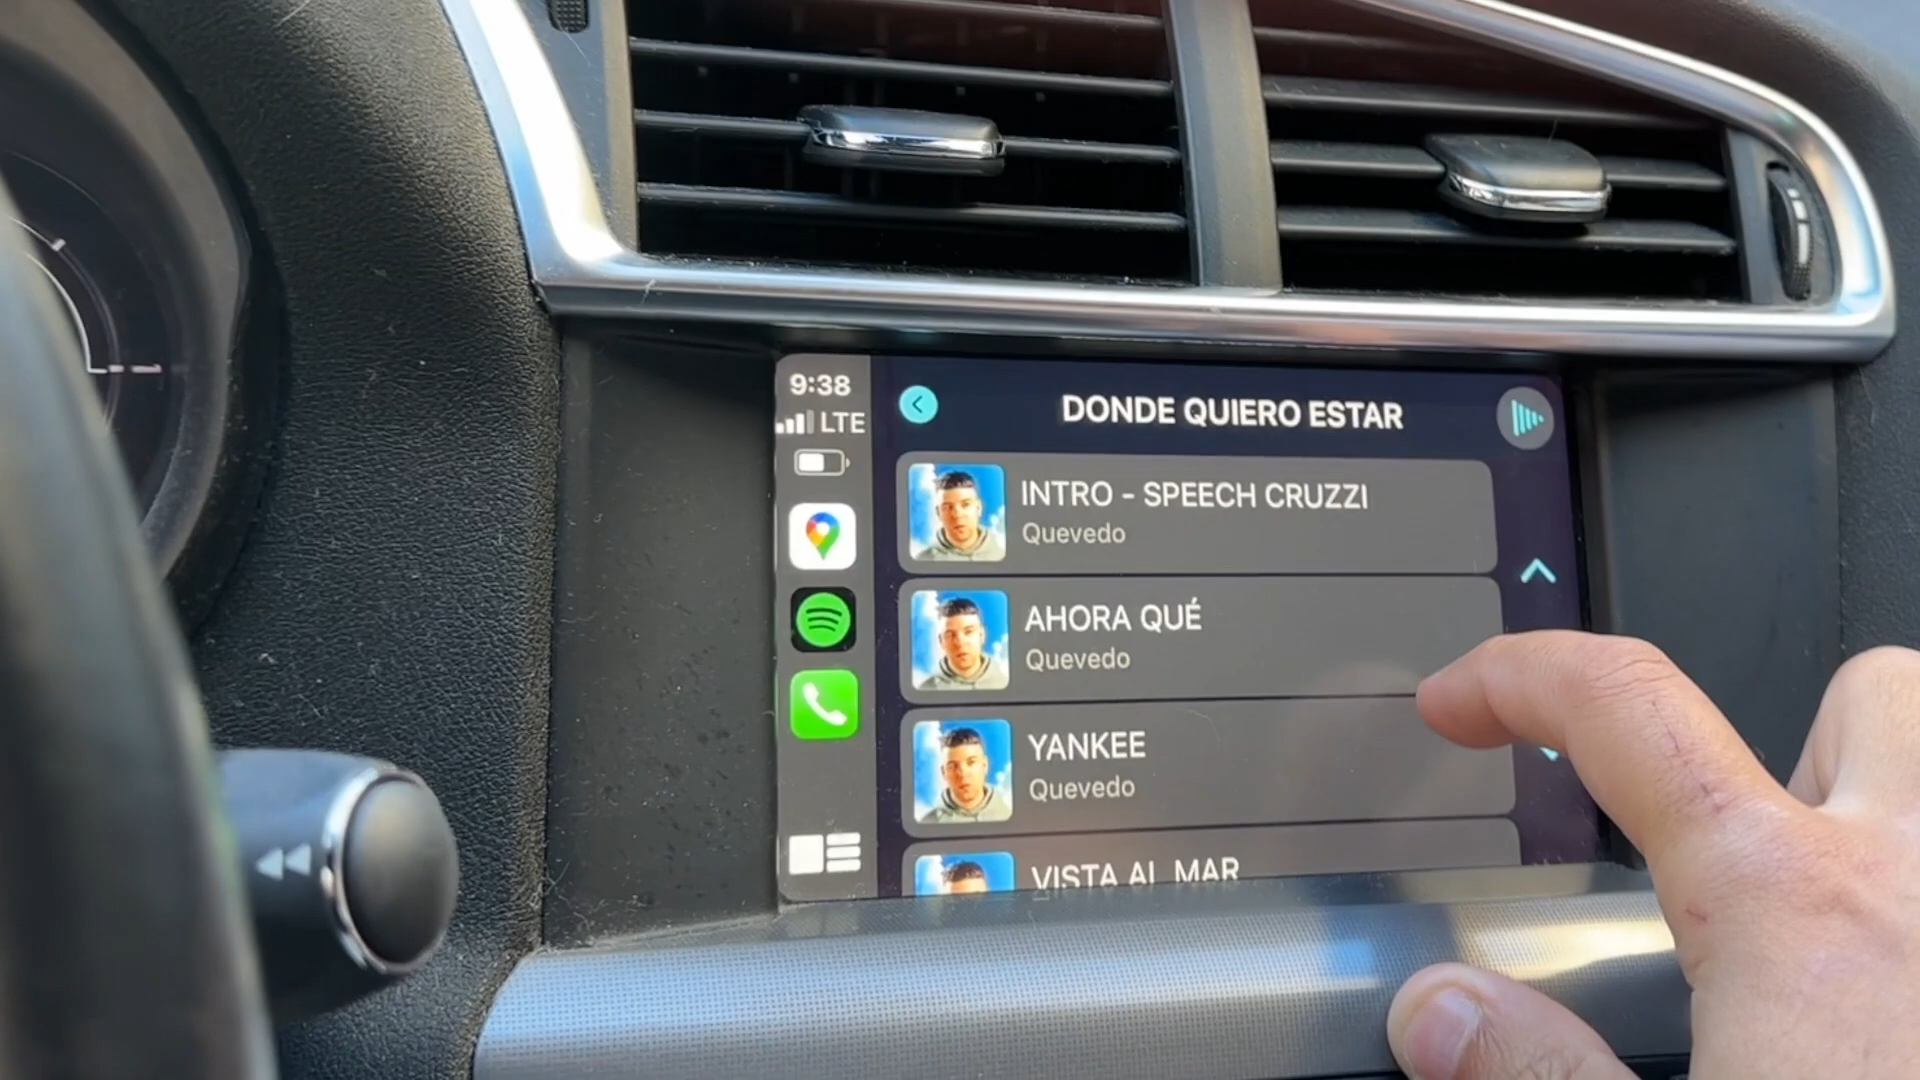 9:38
LTE
DONDE QUIERO ESTAR
INTRO - SPEECH CRUZZI
Quevedo
AHORA QUÉ
Quevedo
YANKEE
Quevedo
VISTA AL MAR